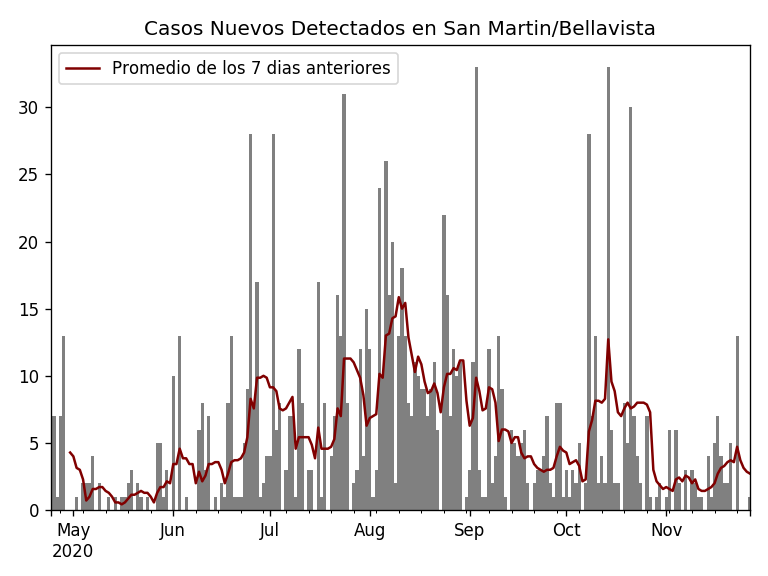 Casos Nuevos Detectados en San Martin/Bellavista
Promedio de los 7 dias anteriores
30
25
20
15
10
5
0
May Jun Jul Aug Sep Oct Nov
2020